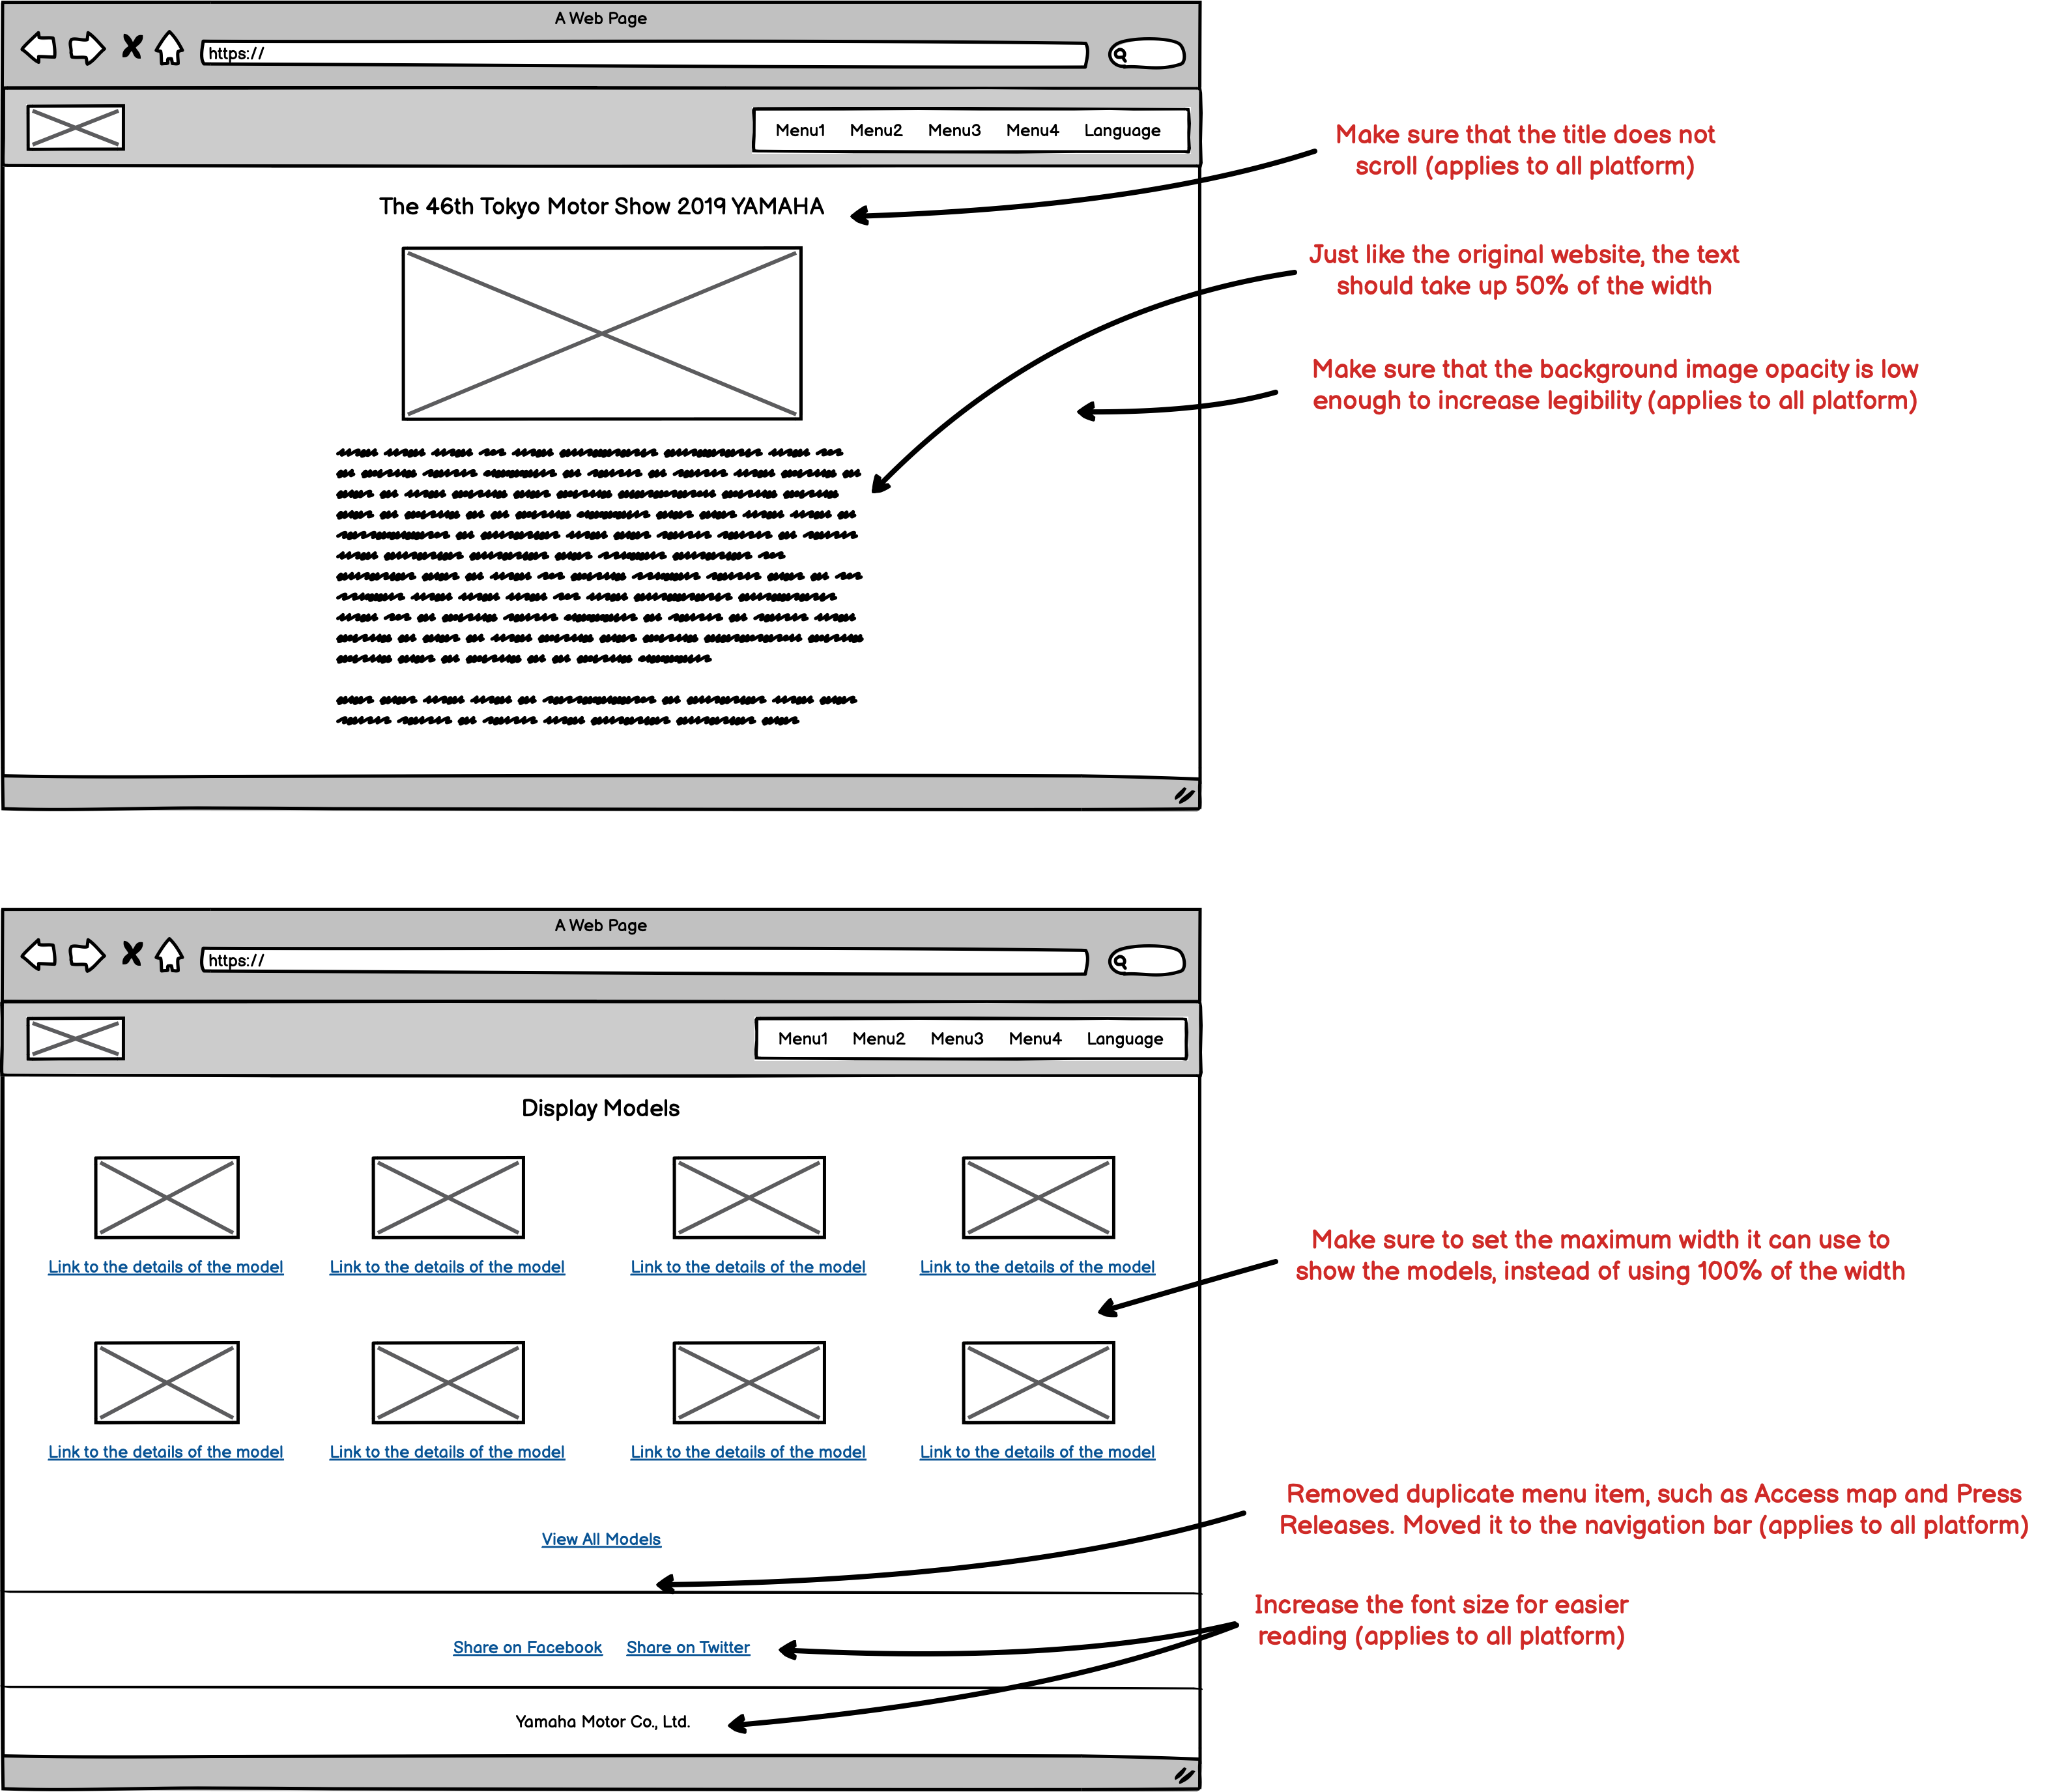 A Web Page
https://
Menu1 Menu2 Menu3 Menu4 Language
Make sure that the title does not
scroll (applies to all platform)
The 46th Tokyo Motor Show 2019 YAMAHA
Just like the original website, the text
should take up 50% of the width
Make sure that the background image opacity is low
enough to increase legibility (applies to all platform)
A Web Page
https://
Menu1 Menu2 Menu3 Menu4 Language
Display Models
Link to the details of the model Link to the details of the model Link to the details of the model Link to the details of the model
Make sure to set the maximum width it can use to
show the models, instead of using 100% of the width
Link to the details of the model Link to the details of the model Link to the details of the model Link to the details of the model
Removed duplicate menu item, such as Access map and Press
Releases. Moved it to the navigation bar (applies to all platform)
View All Models
Increase the font size for easier
reading (applies to all platform)
Share on Facebook Share on Twitter
Yamaha Motor Co., Ltd.